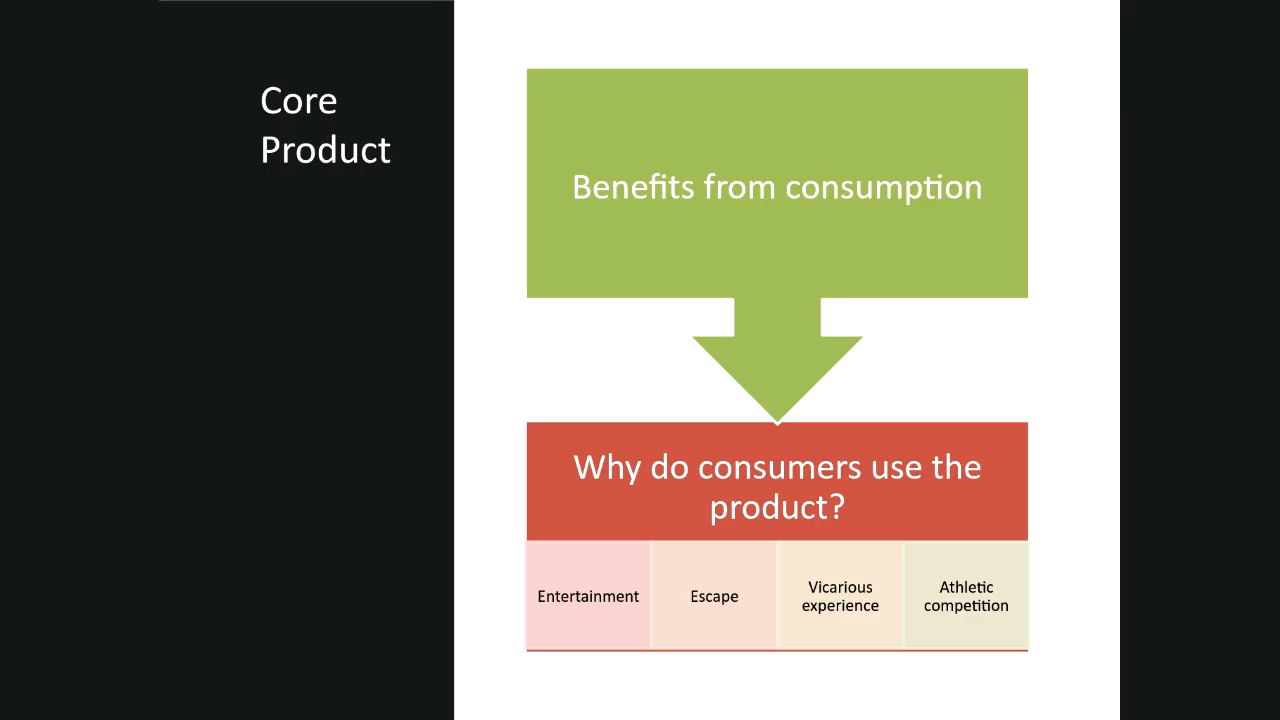 Core
Product
Benefits from consumption
Why do consumers use the
product?
Entertainment
Escape
Vicarious
experience
Athletic
competition